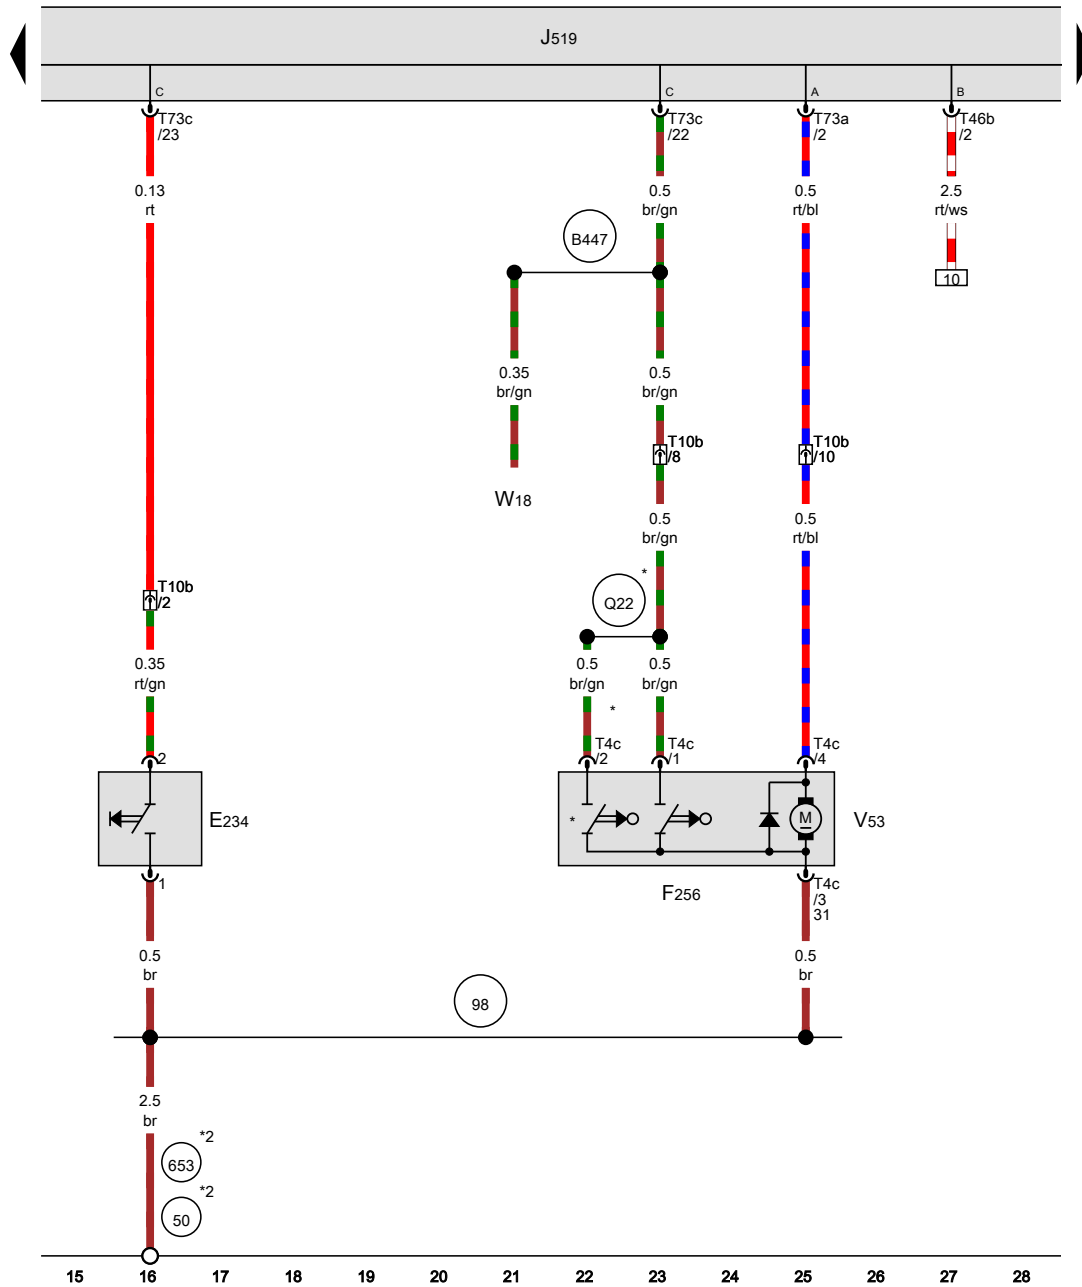 J519
C
C
A
B
T73c
/23
T73c
/22
T73a
/2
T46b
/2
0.13
rt
0.5
br/gn
0.5
rt/bl
2.5
rt/ws
B447
10
0.35
br/gn
0.5
br/gn
T10b
/8
T10b
/10
W18
0.5
br/gn
0.5
rt/bl
T10b
/2
*
Q22
0.35
rt/gn
0.5
br/gn
0.5
br/gn
*
2
T4c
/2
T4c
/1
T4c
/4
E234
*
M
V53
1
F256
T4c
/3
31
0.5
br
0.5
br
98
2.5
br
*2
653
*2
50
15 16 17 18 19 20 21 22 23 24 25 26 27 28